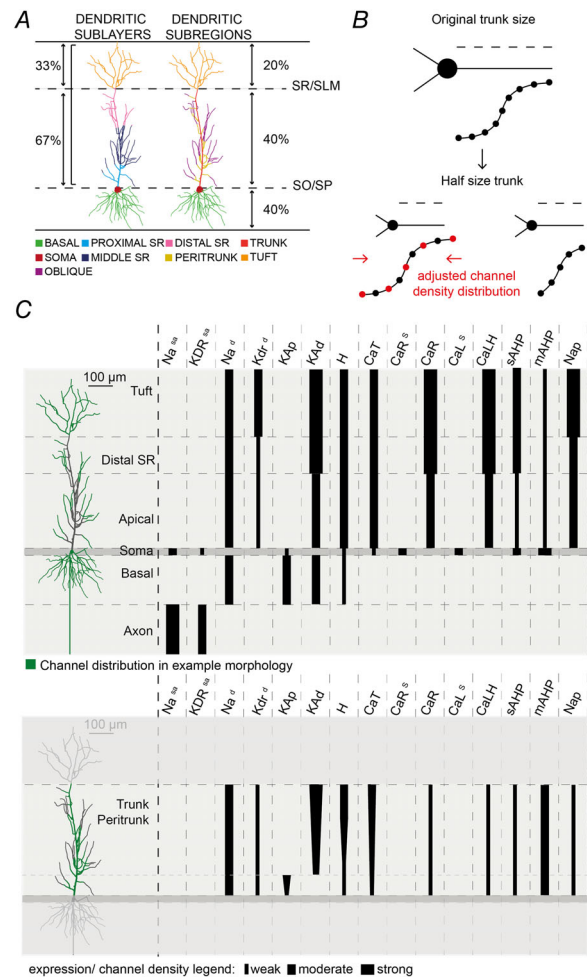 A
DENDRITIC SUBLAYERS
DENDRITIC SUBREGIONS
33%
67%
20%
SR/SLM
40%
SO/SP
40%
BASAL PROXIMAL SR DISTAL SR TRUNK
SOMA MIDDLE SR PERITRUNK TUFT
OBLIQUE
B
Original trunk size
Half size trunk
adjusted channel
density distribution
C
Na sa KDR sa Na d Kdr d KAp KAd H CaT CaR S CaR CaL S CaLH sAHP mAHP Nap
100 µm
Tuft
Distal SR
Apical
Soma
Basal
Axon
Channel distribution in example morphology
Na sa KDR sa Na d Kdr d KAp KAd H CaT CaR S CaR CaL S CaLH sAHP mAHP Nap
100 µm
Trunk
Peritrunk
expression/ channel density legend: weak moderate strong